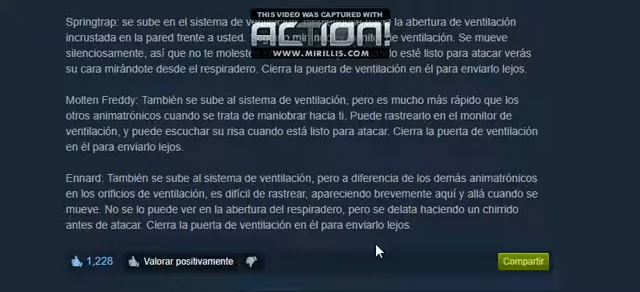 THIS VIDEO WAS CAPTURED WITH
ACTION!
WWW.MIRILLIS.COM
Springtrap: se sube en el sistema de la abertura de ventilación
incrustada en la pared frente a usted. de ventilación. Se mueve
silenciosamente, así que no te moleste esté listo para atacar verás
su cara mirándote desde el respiradero. Cierra la puerta de ventilación en él para enviarlo lejos.
Molten Freddy: También se sube al sistema de ventilación, pero es mucho más rápido que los
otros animatrónicos cuando se trata de maniobrar hacia ti. Puede rastrearlo en el monitor de
ventilación, y puede escuchar su risa cuando está listo para atacar. Cierra la puerta de ventilación
en él para enviarlo lejos.
Ennard: También se sube al sistema de ventilación, pero a diferencia de los demás animatrónicos
en los orificios de ventilación, es difícil de rastrear, apareciendo brevemente aquí y allá cuando se
mueve. No se lo puede ver en la abertura del respiradero, pero se delata haciendo un chirrido
antes de atacar. Cierra la puerta de ventilación en él para enviarlo lejos
1,228 Valorar positivamente Compartir